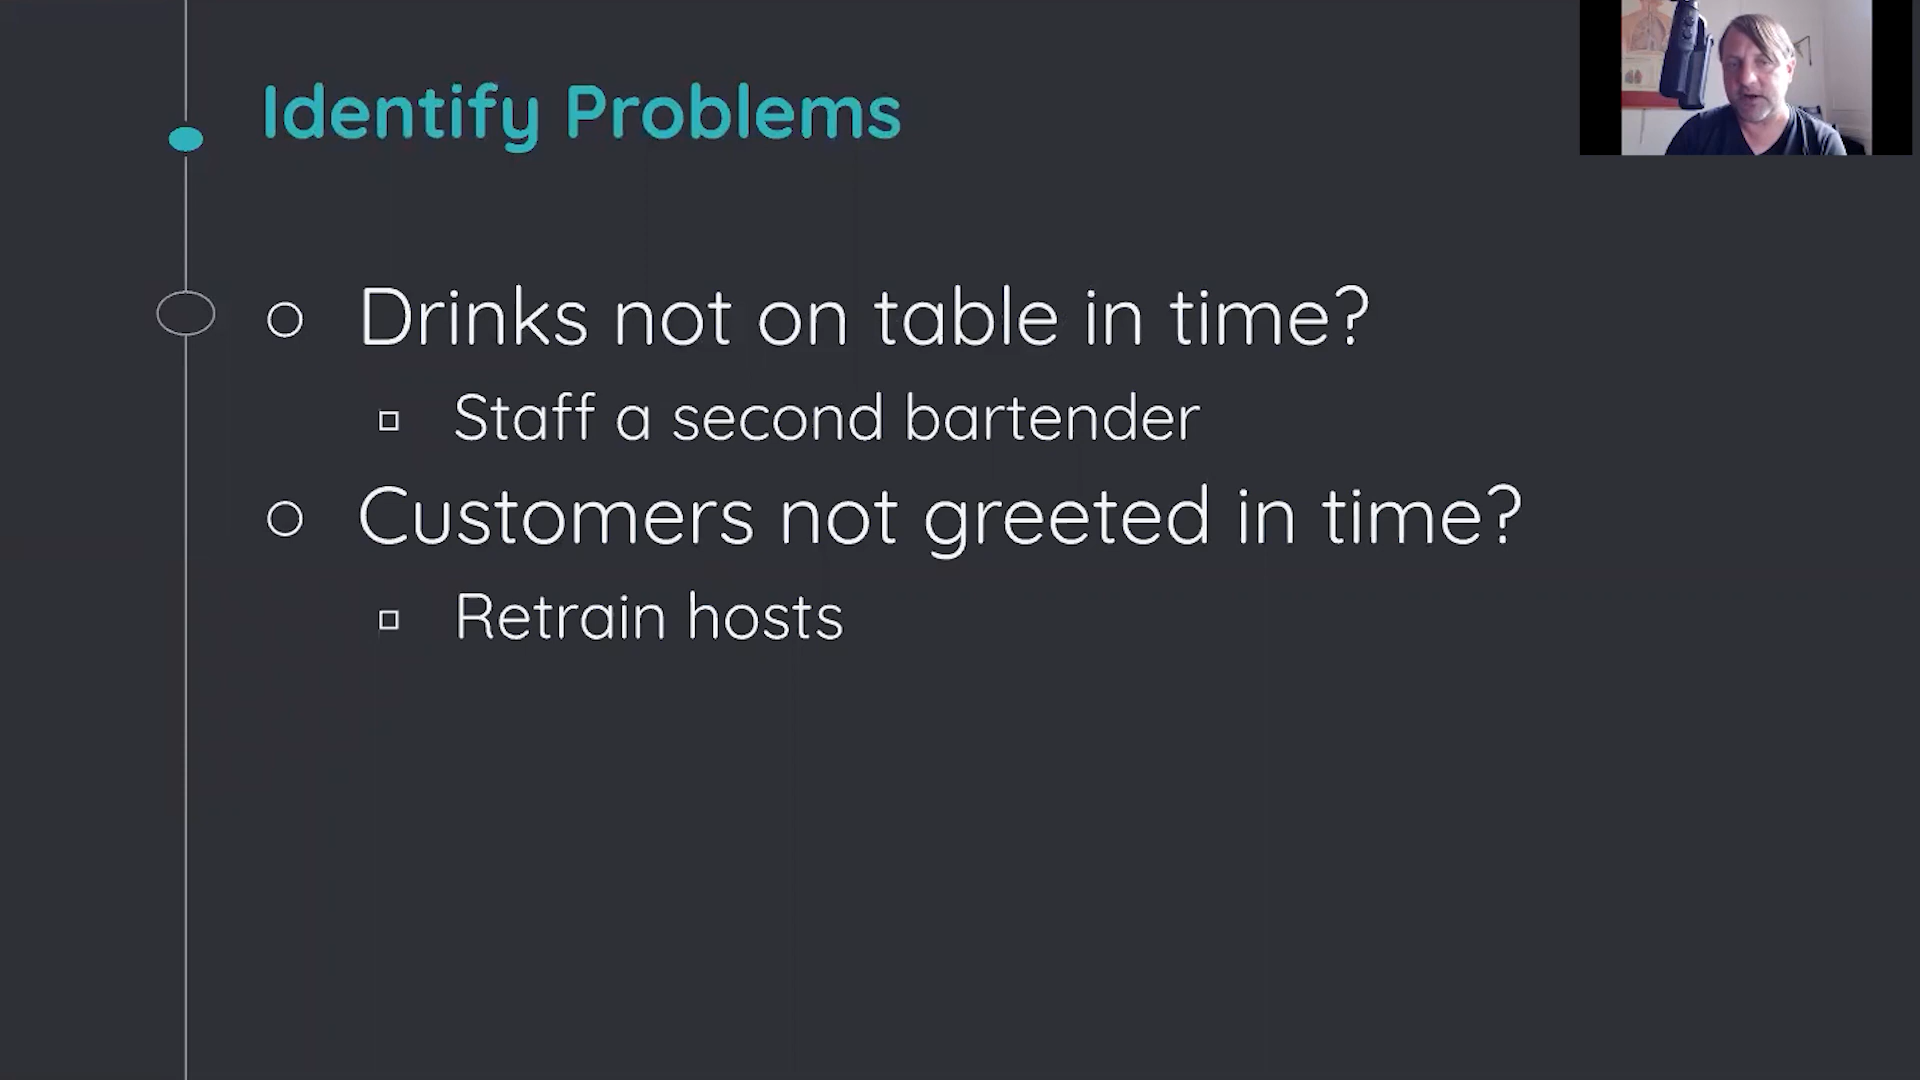 Identify Problems
Drinks not on table in time?
Staff a second bartender
Customers not greeted in time?
Retrain hosts